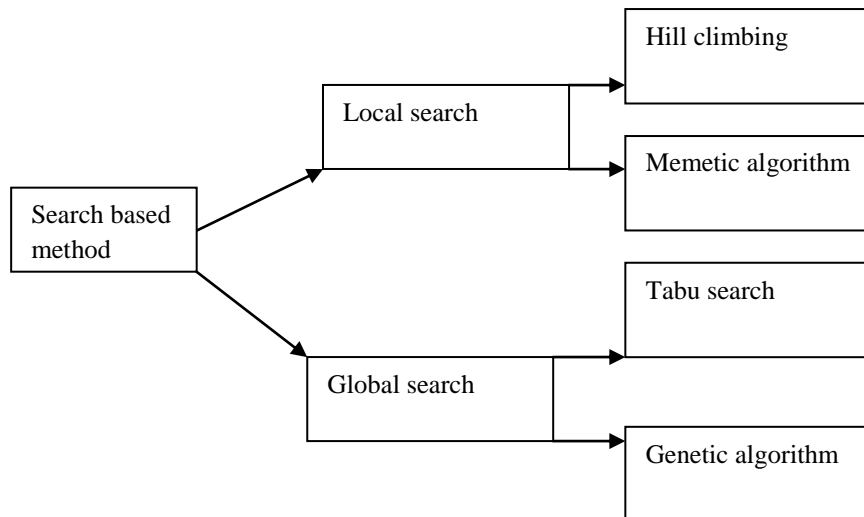 Hill climbing
Local search
Memetic algorithm
Search based
method
Tabu search
Global search
Genetic algorithm